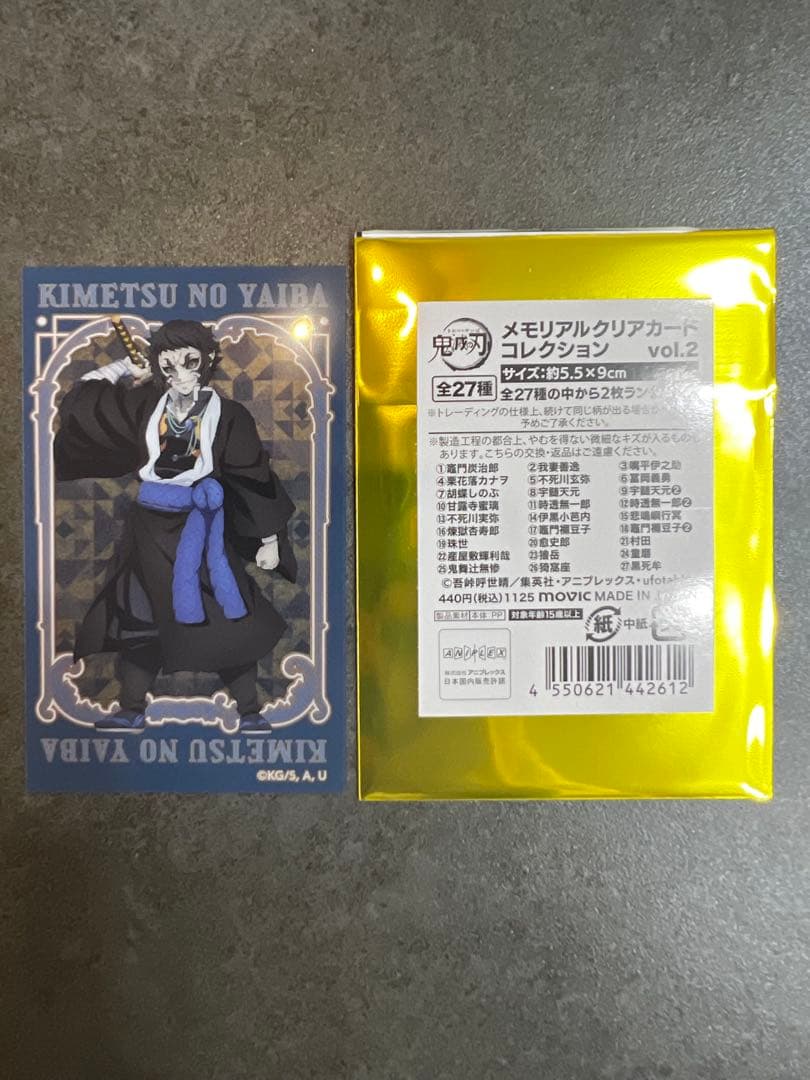 KIMETSU NO YAIBA
KIMETSU NO YAIBA
©KG/S, A, U
鬼滅の刃
メモリアルクリアカード
コレクション vol.2
全27種
サイズ:約5.5×9cm
全27種の中から2枚ラン
※トレーディングの仕様上、続けて同じ柄が出る場合が
予めご了承ください。
※製造工程の都合上、やむを得ない微細なキズが入るもの
あります。こちらの交換・返品はご遠慮ください。
①竈門炭治郎 ②我妻善逸 ③嘴平伊之助
④栗花落カナヲ ⑤不死川玄弥 ⑥冨岡義勇
⑦胡蝶しのぶ ⑧宇髄天元 ⑨宇髄天元②
⑩甘露寺蜜璃 ⑪時透無一郎 ⑫時透無一郎②
⑬不死川実弥 ⑭伊黒小芭内 ⑮悲鳴嶼行冥
⑯煉獄杏寿郎 ⑰竈門禰豆子 ⑱竈門禰豆子②
⑲珠世 ⑳愈史郎 ㉑村田
㉒産屋敷輝利哉 ㉓獪岳 ㉔童磨
㉕鬼舞辻無惨 ㉖猗窩座 ㉗黒死牟
©吾峠呼世晴/集英社・アニプレックス・ufotab
440円(税込) 1125 movic MADE IN JAPAN
製品素材 本体:PP 対象年齢15歳以上
紙 中紙
ANIPLEX
株式会社アニプレックス
日本国内販売許諾
4 550621 442612